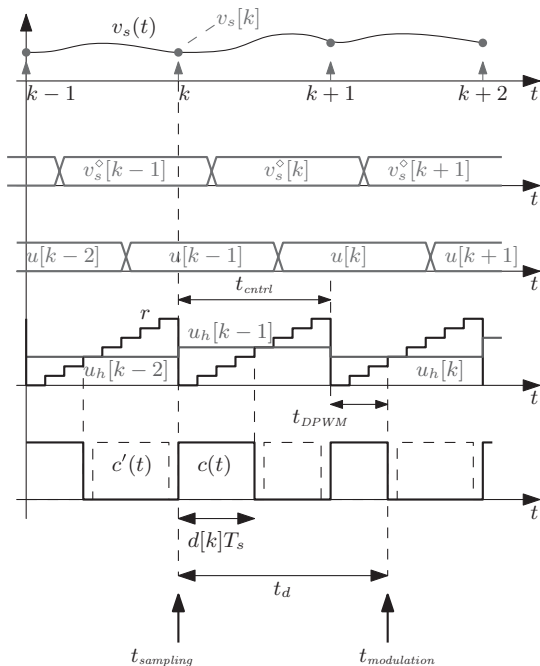 v_s(t)
v_s[k]
k − 1
k
k + 1
k + 2
t
v_s^⋄[k − 1]
v_s^⋄[k]
v_s^⋄[k + 1]
t
u[k − 2]
u[k − 1]
u[k]
u[k + 1]
t
t_cntrl
r
u_h[k − 1]
u_h[k − 2]
u_h[k]
t
t_DPWM
c′(t)
c(t)
t
d[k]T_s
t_d
t_sampling
t_modulation